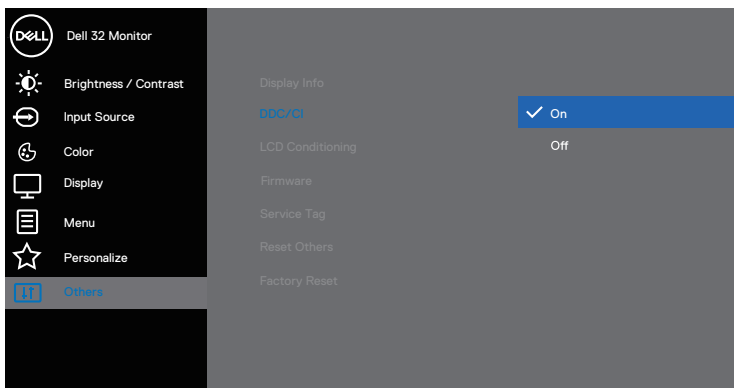 DELL
Dell 32 Monitor
Brightness / Contrast
Input Source
Color
Display
Menu
Personalize
Others
Display Info
DDC/CI
LCD Conditioning
Firmware
Service Tag
Reset Others
Factory Reset
On
Off